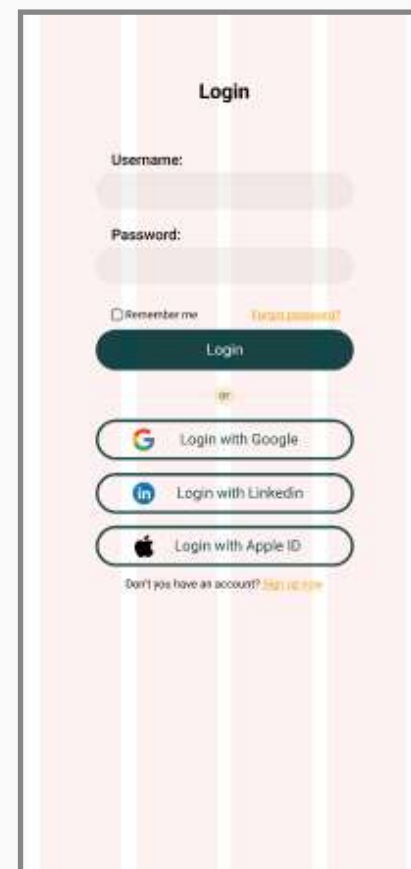 Login
Username:
Password:
Remember me Forgot password?
Login
or
Login with Google
in Login with Linkedin
Login with Apple ID
Don't you have an account? Sign up now